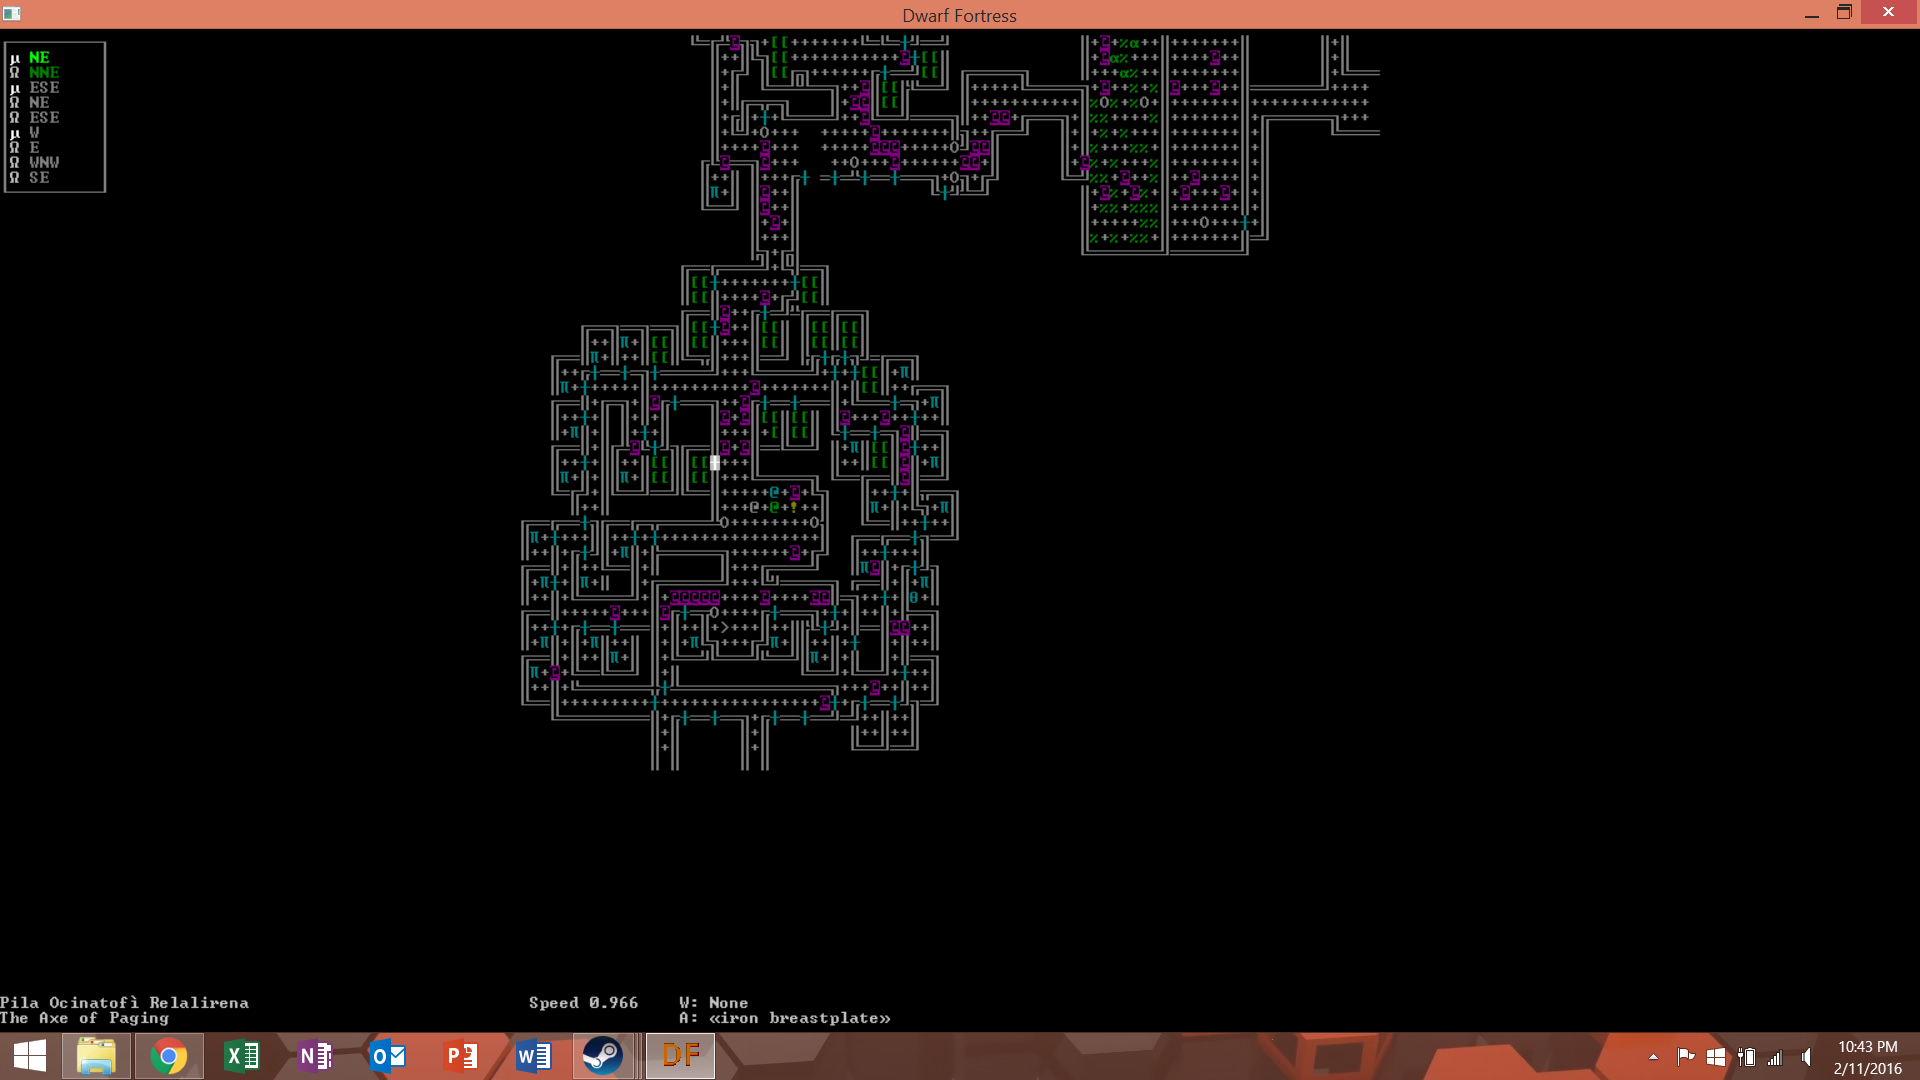 Dwarf Fortress
µ NE
Ω NNE
µ ESE
Ω NE
Ω ESE
µ W
Ω E
Ω WNW
Ω SE
Pila Ocinatofì Relalirena
Speed 0.966
W: None
The Axe of Paging
A: «iron breastplate»
DF
10:43 PM
2/11/2016